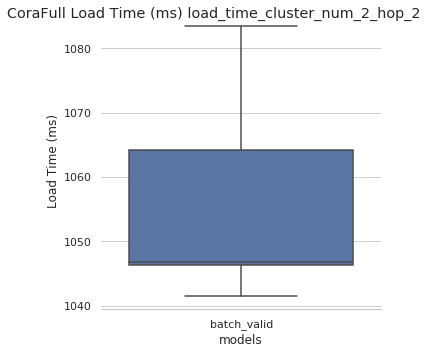 CoraFull Load Time (ms) load_time_cluster_num_2_hop_2
1080
1070
1060
1050
1040
Load Time (ms)
batch_valid
models